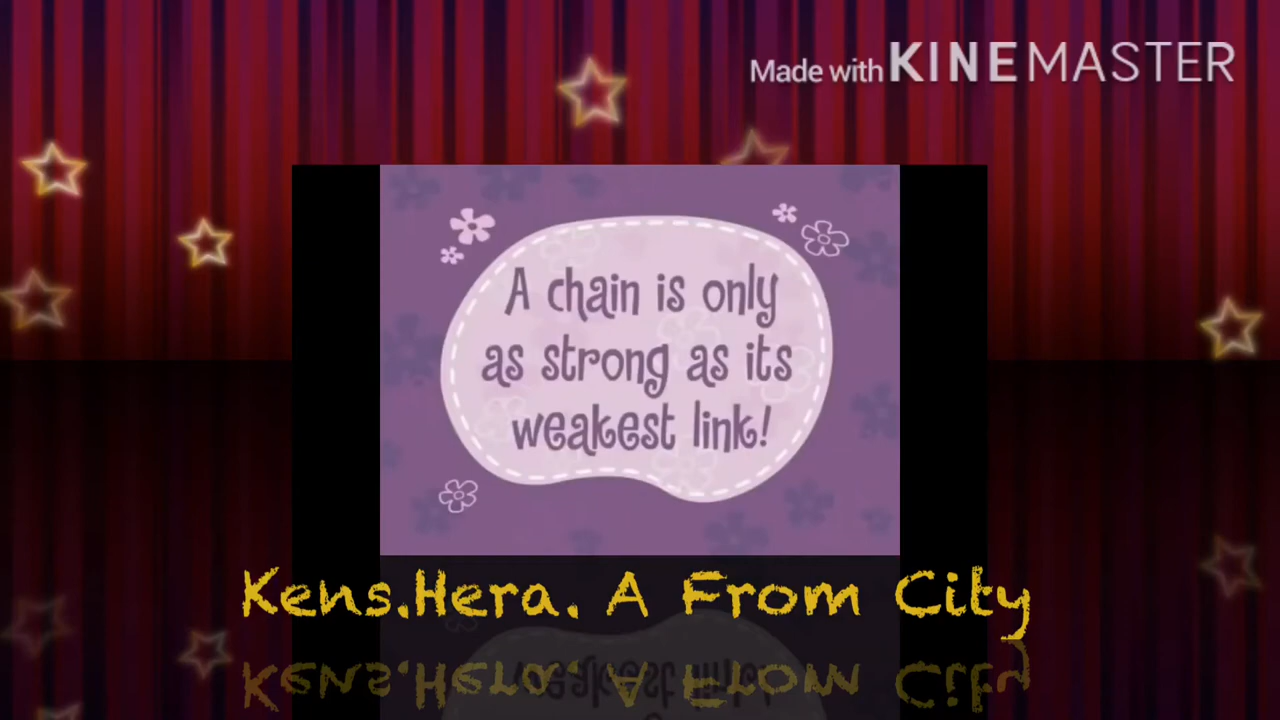 Made with KINEMASTER
A chain is only
as strong as its
weakest link!
Kens.Hera. A From City